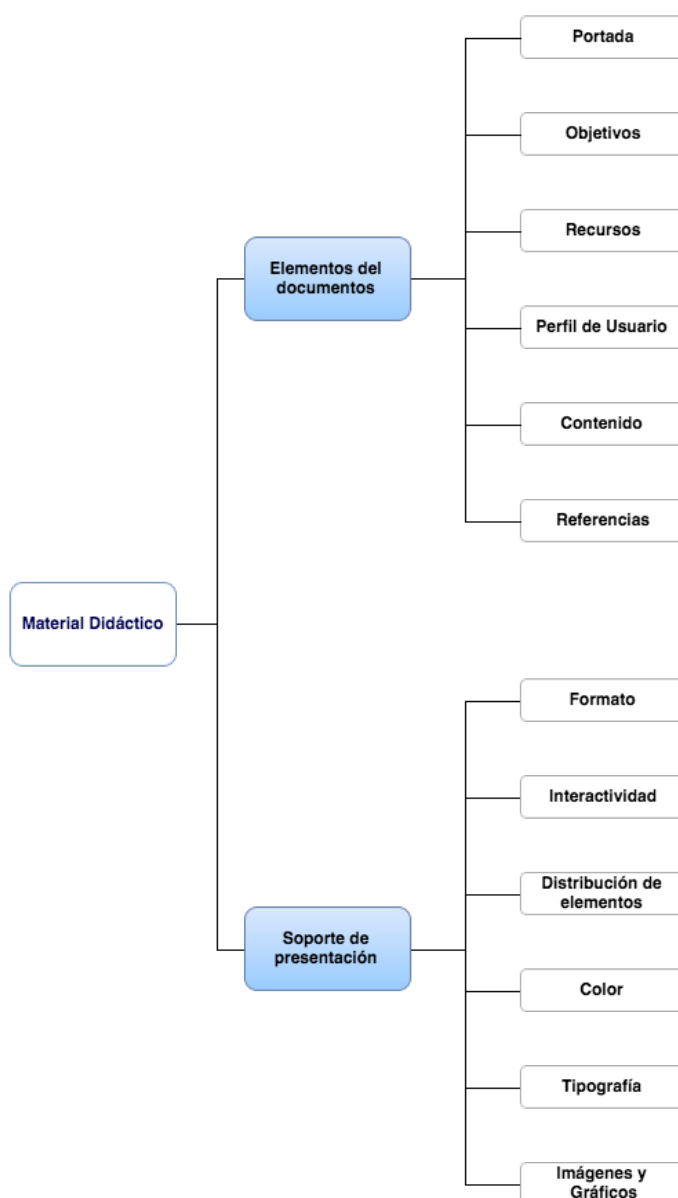 Portada
Objetivos
Recursos
Elementos del
documentos
Perfil de Usuario
Contenido
Referencias
Material Didáctico
Formato
Interactividad
Distribución de
elementos
Soporte de
presentación
Color
Tipografía
Imágenes y
Gráficos